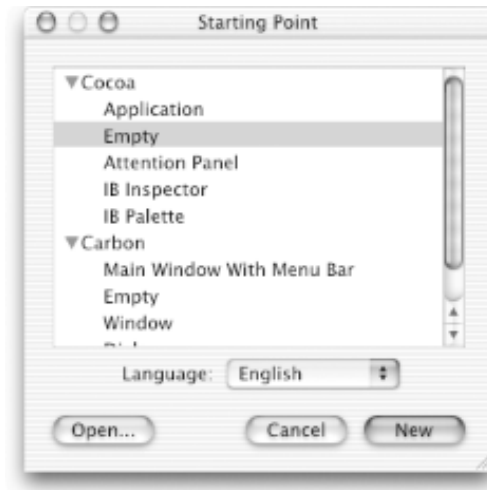 Starting Point
Cocoa
Application
Empty
Attention Panel
IB Inspector
IB Palette
Carbon
Main Window With Menu Bar
Empty
Window
Language: English
Open... Cancel New